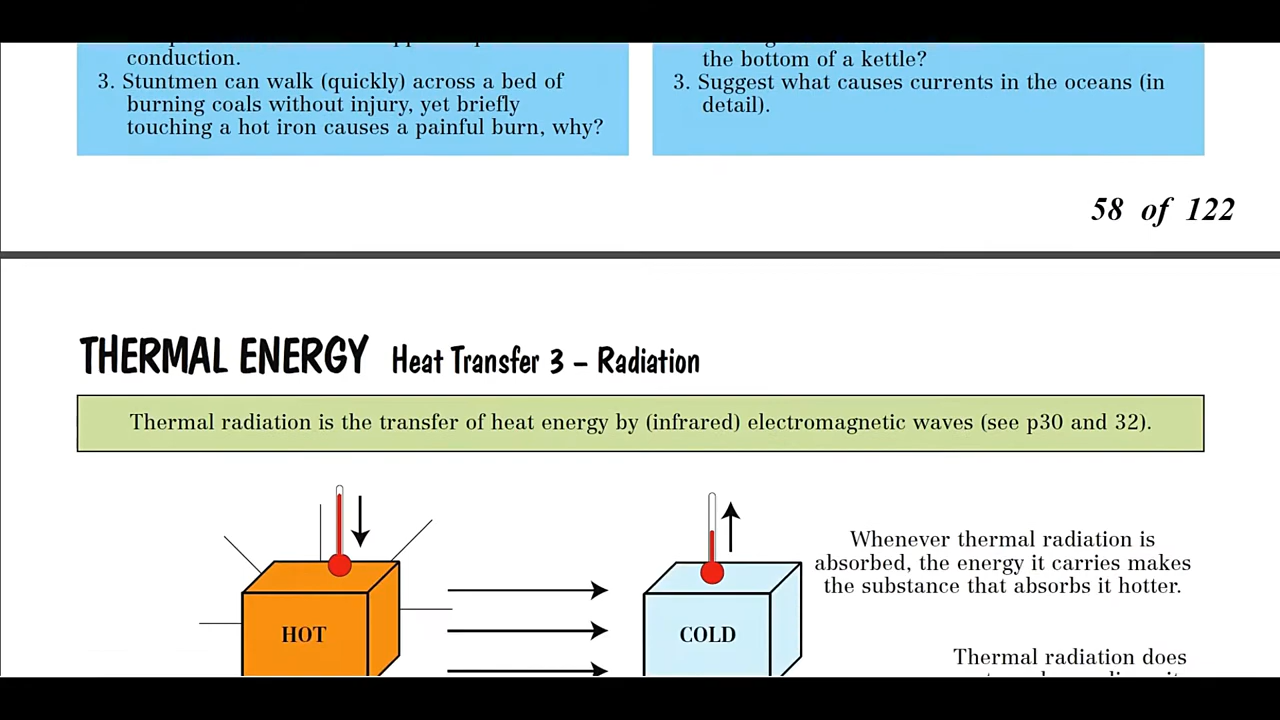 conduction.
3. Stuntmen can walk (quickly) across a bed of
burning coals without injury, yet briefly
touching a hot iron causes a painful burn, why?
the bottom of a kettle?
3. Suggest what causes currents in the oceans (in
detail).
58 of 122
THERMAL ENERGY Heat Transfer 3 – Radiation
Thermal radiation is the transfer of heat energy by (infrared) electromagnetic waves (see p30 and 32).
Whenever thermal radiation is
absorbed, the energy it carries makes
the substance that absorbs it hotter.
HOT
COLD
Thermal radiation does